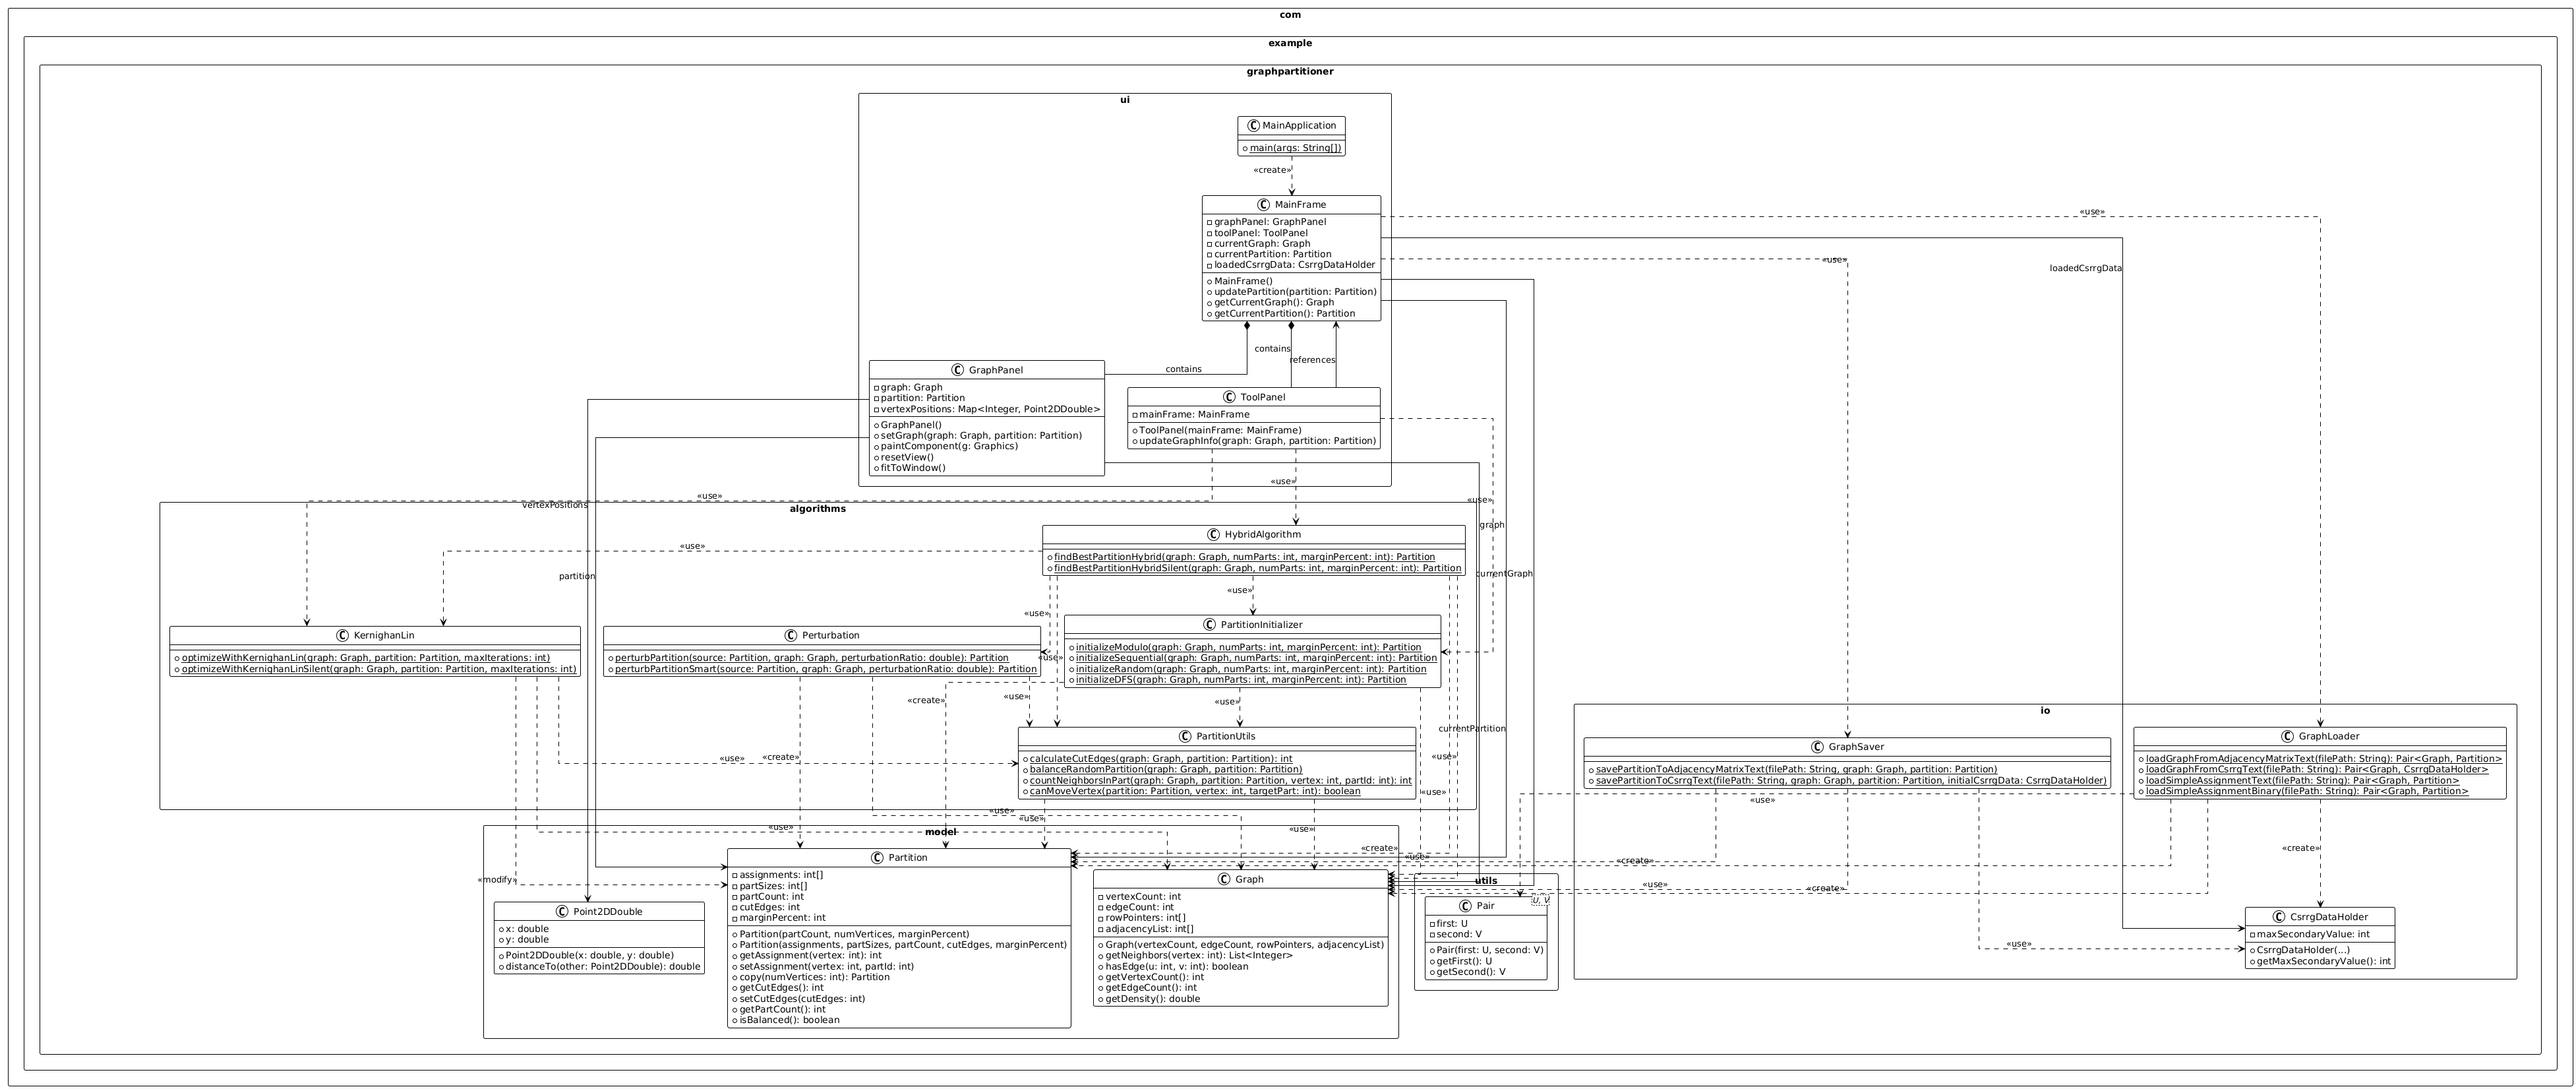 com
example
graphpartitioner
ui
C MainApplication
main(args: String[])
«create»
C MainFrame
graphPanel: GraphPanel
toolPanel: ToolPanel
currentGraph: Graph
currentPartition: Partition
loadedCsrrgData: CsrrgDataHolder
MainFrame()
updatePartition(partition: Partition)
getCurrentGraph(): Graph
getCurrentPartition(): Partition
«use»
«use»
loadedCsrrgData
contains
references
contains
C GraphPanel
graph: Graph
partition: Partition
vertexPositions: Map<Integer, Point2DDouble>
GraphPanel()
setGraph(graph: Graph, partition: Partition)
paintComponent(g: Graphics)
resetView()
fitToWindow()
C ToolPanel
mainFrame: MainFrame
ToolPanel(mainFrame: MainFrame)
updateGraphInfo(graph: Graph, partition: Partition)
«use»
«use»
«use»
vertexPositions
graph
algorithms
C HybridAlgorithm
findBestPartitionHybrid(graph: Graph, numParts: int, marginPercent: int): Partition
findBestPartitionHybridSilent(graph: Graph, numParts: int, marginPercent: int): Partition
«use»
partition
currentGraph
«use»
«use»
C KernighanLin
optimizeWithKernighanLin(graph: Graph, partition: Partition, maxIterations: int)
optimizeWithKernighanLinSilent(graph: Graph, partition: Partition, maxIterations: int)
C Perturbation
perturbPartition(source: Partition, graph: Graph, perturbationRatio: double): Partition
perturbPartitionSmart(source: Partition, graph: Graph, perturbationRatio: double): Partition
C PartitionInitializer
initializeModulo(graph: Graph, numParts: int, marginPercent: int): Partition
initializeSequential(graph: Graph, numParts: int, marginPercent: int): Partition
initializeRandom(graph: Graph, numParts: int, marginPercent: int): Partition
initializeDFS(graph: Graph, numParts: int, marginPercent: int): Partition
«use»
«create»
«use»
«use»
currentPartition
C PartitionUtils
calculateCutEdges(graph: Graph, partition: Partition): int
balanceRandomPartition(graph: Graph, partition: Partition)
countNeighborsInPart(graph: Graph, partition: Partition, vertex: int, partId: int): int
canMoveVertex(partition: Partition, vertex: int, targetPart: int): boolean
«use»
«create»
«use»
«use»
io
C GraphSaver
savePartitionToAdjacencyMatrixText(filePath: String, graph: Graph, partition: Partition)
savePartitionToCsrrgText(filePath: String, graph: Graph, partition: Partition, initialCsrrgData: CsrrgDataHolder)
C GraphLoader
loadGraphFromAdjacencyMatrixText(filePath: String): Pair<Graph, Partition>
loadGraphFromCsrrgText(filePath: String): Pair<Graph, CsrrgDataHolder>
loadSimpleAssignmentText(filePath: String): Pair<Graph, Partition>
loadSimpleAssignmentBinary(filePath: String): Pair<Graph, Partition>
«use»
«use»
«use»
«use»
«use»
model
«create»
«use»
«create»
«create»
«modify»
«use»
«create»
C Point2DDouble
x: double
y: double
Point2DDouble(x: double, y: double)
distanceTo(other: Point2DDouble): double
C Partition
assignments: int[]
partSizes: int[]
partCount: int
cutEdges: int
marginPercent: int
Partition(partCount, numVertices, marginPercent)
Partition(assignments, partSizes, partCount, cutEdges, marginPercent)
getAssignment(vertex: int): int
setAssignment(vertex: int, partId: int)
copy(numVertices: int): Partition
getCutEdges(): int
setCutEdges(cutEdges: int)
getPartCount(): int
isBalanced(): boolean
C Graph
vertexCount: int
edgeCount: int
rowPointers: int[]
adjacencyList: int[]
Graph(vertexCount, edgeCount, rowPointers, adjacencyList)
getNeighbors(vertex: int): List<Integer>
hasEdge(u: int, v: int): boolean
getVertexCount(): int
getEdgeCount(): int
getDensity(): double
utils
C Pair
U, V
first: U
second: V
Pair(first: U, second: V)
getFirst(): U
getSecond(): V
C CsrrgDataHolder
maxSecondaryValue: int
CsrrgDataHolder(...)
getMaxSecondaryValue(): int
«use»